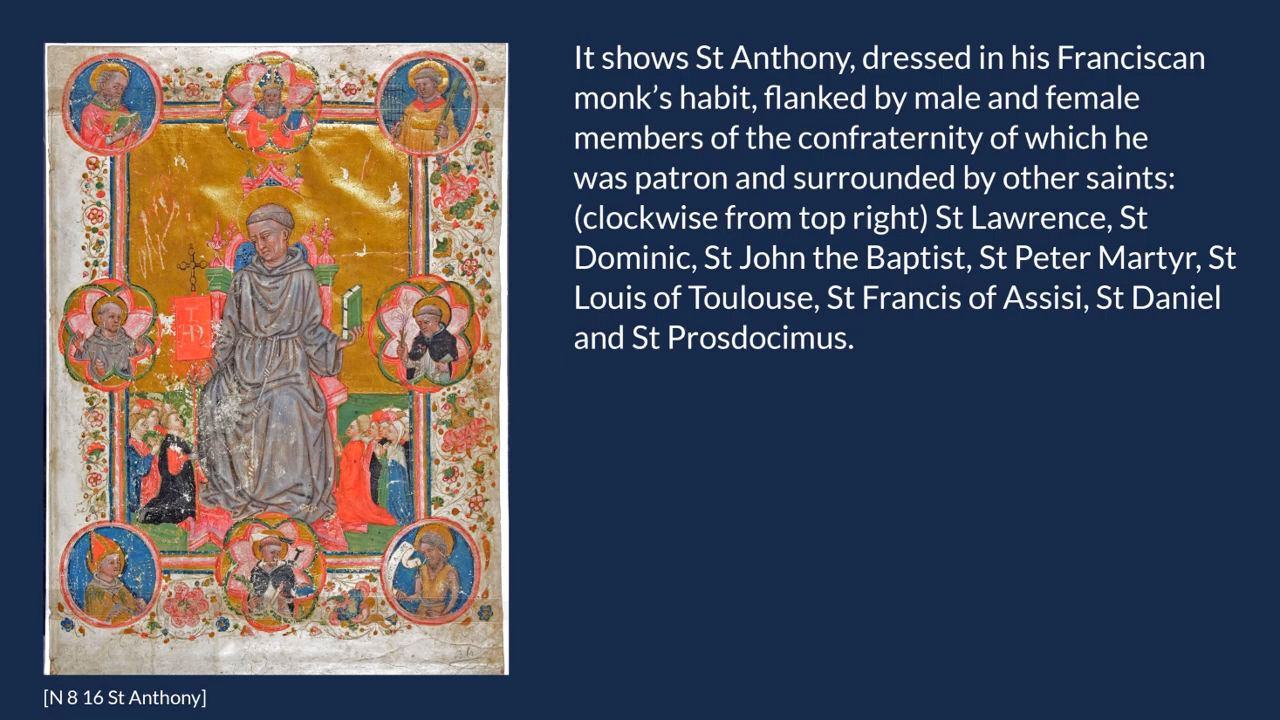 It shows St Anthony, dressed in his Franciscan
monk’s habit, flanked by male and female
members of the confraternity of which he
was patron and surrounded by other saints:
(clockwise from top right) St Lawrence, St
Dominic, St John the Baptist, St Peter Martyr, St
Louis of Toulouse, St Francis of Assisi, St Daniel
and St Prosdocimus.
[N 8 16 St Anthony]